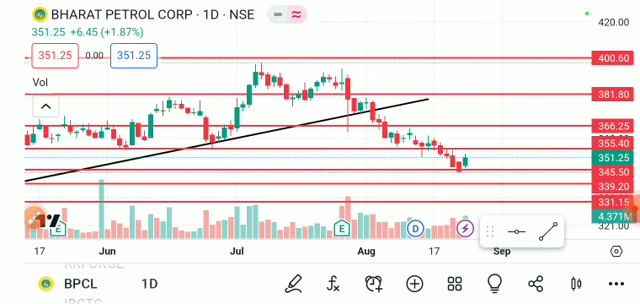 BHARAT PETROL CORP · 1D · NSE
351.25 +6.45 (+1.87%)
351.25 0.00 351.25
Vol
420.00
400.60
381.80
366.25
355.40
351.25
345.50
339.20
331.15
4.371M
321.00
E E D
17 Jun Jul Aug 17 Sep
BPCL 1D